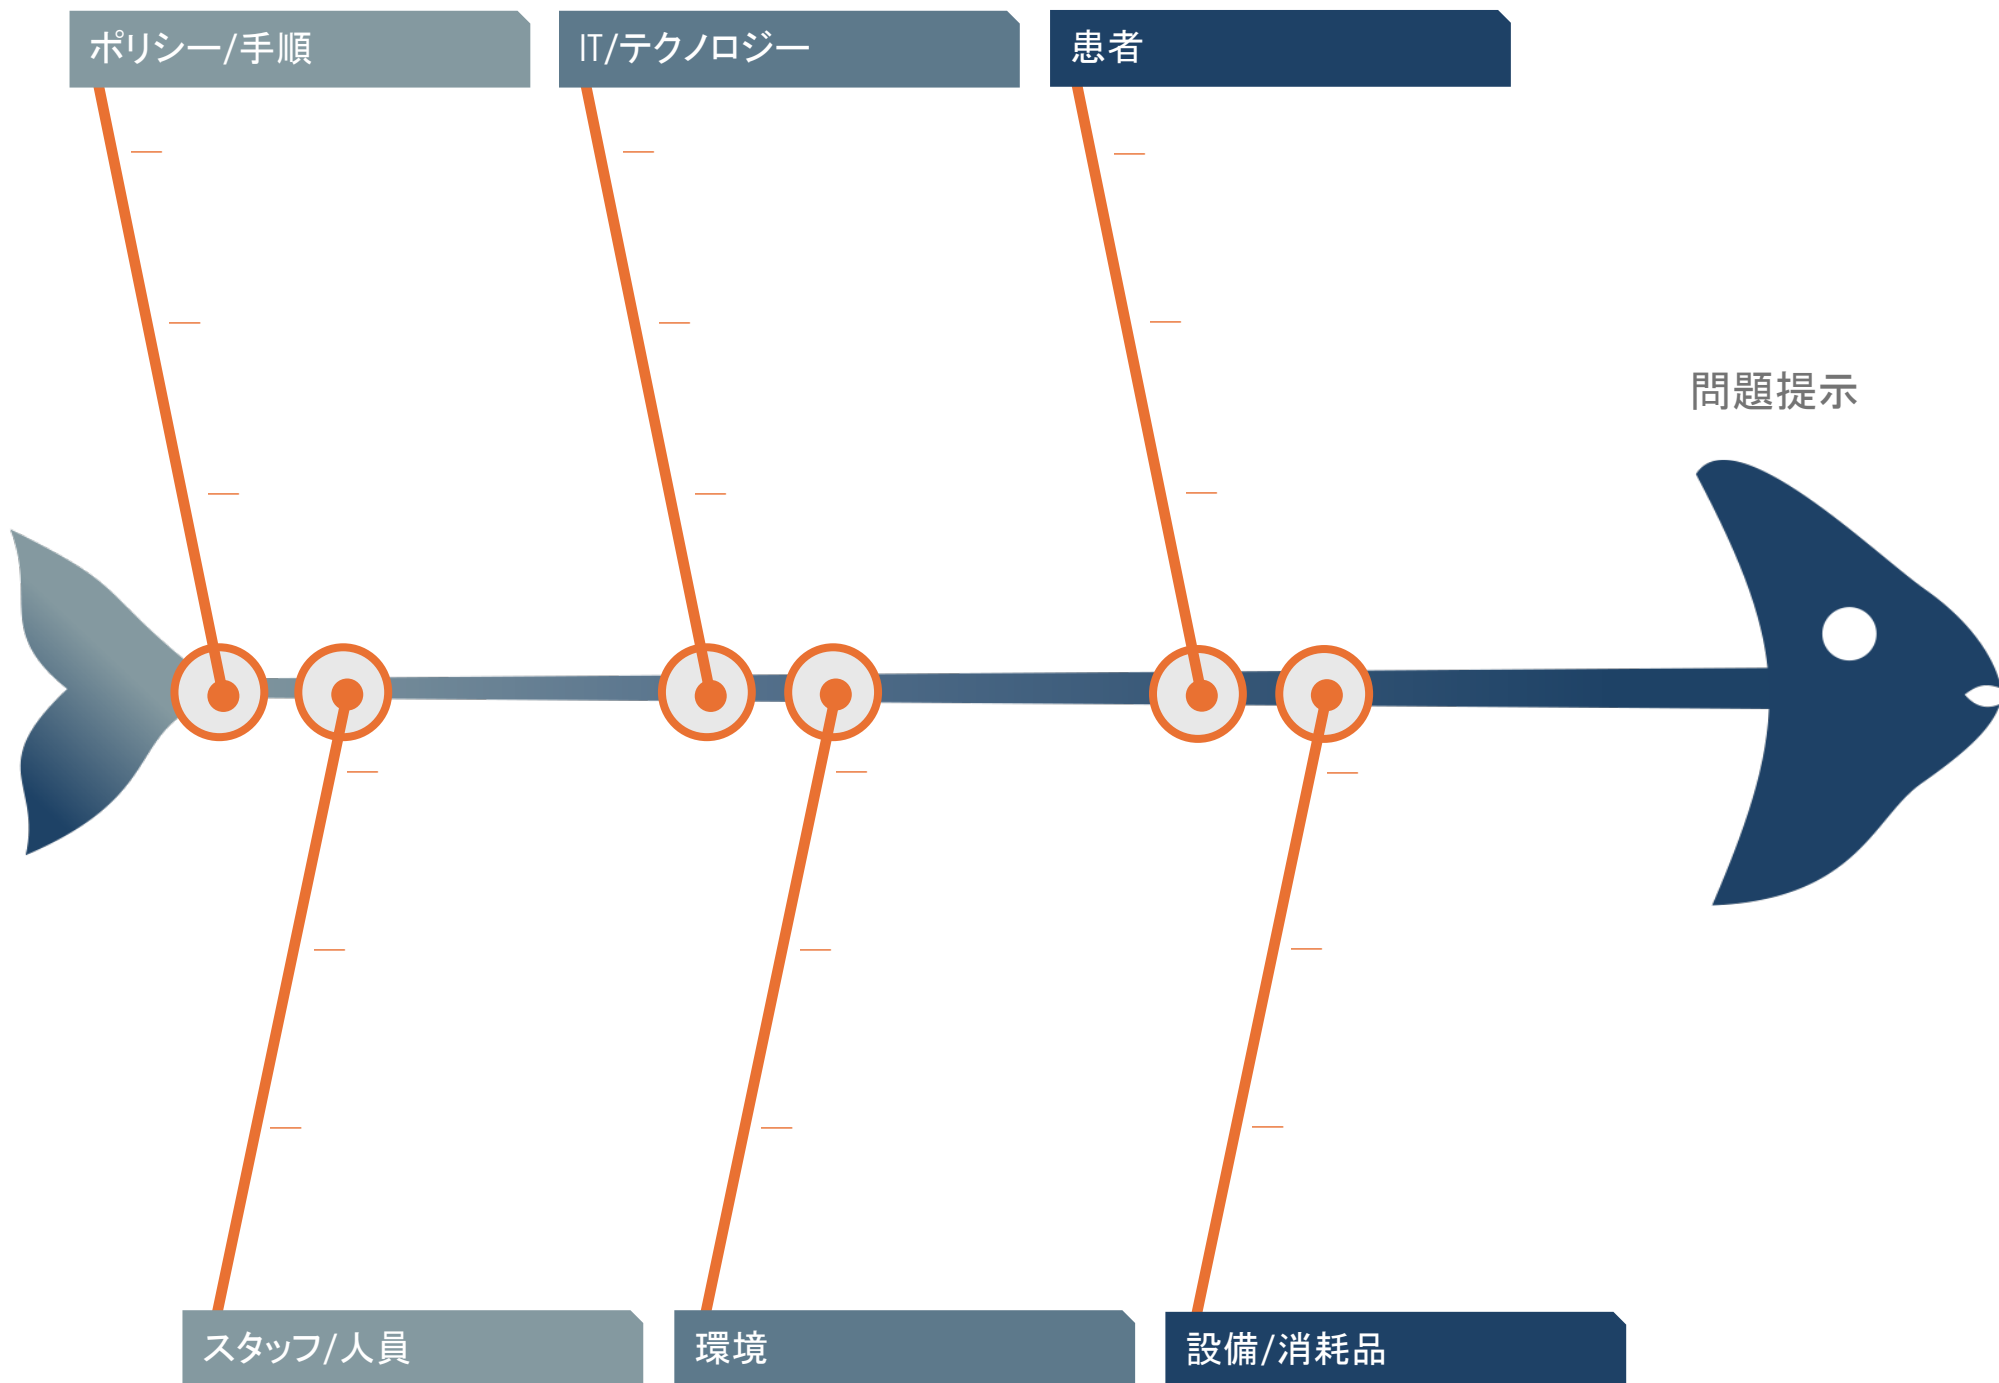 ポリシー/手順
IT/テクノロジー
患者
問題提示
スタッフ/人員
環境
設備/消耗品